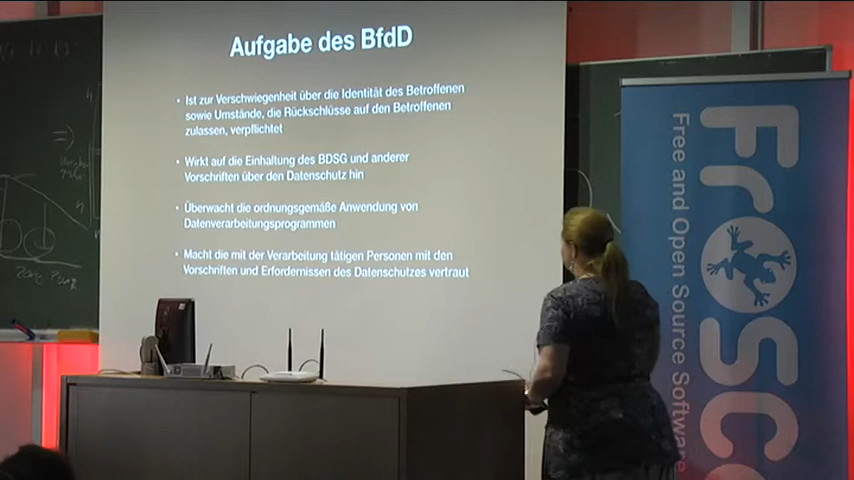 Aufgabe des BfdD
• Ist zur Verschwiegenheit über die Identität des Betroffenen
sowie Umstände, die Rückschlüsse auf den Betroffenen
zulassen, verpflichtet
• Wirkt auf die Einhaltung des BDSG und anderer
Vorschriften über den Datenschutz hin
• Überwacht die ordnungsgemäße Anwendung von
Datenverarbeitungsprogrammen
• Macht die mit der Verarbeitung tätigen Personen mit den
Vorschriften und Erfordernissen des Datenschutzes vertraut
Free and Open Source Software
FrOSC